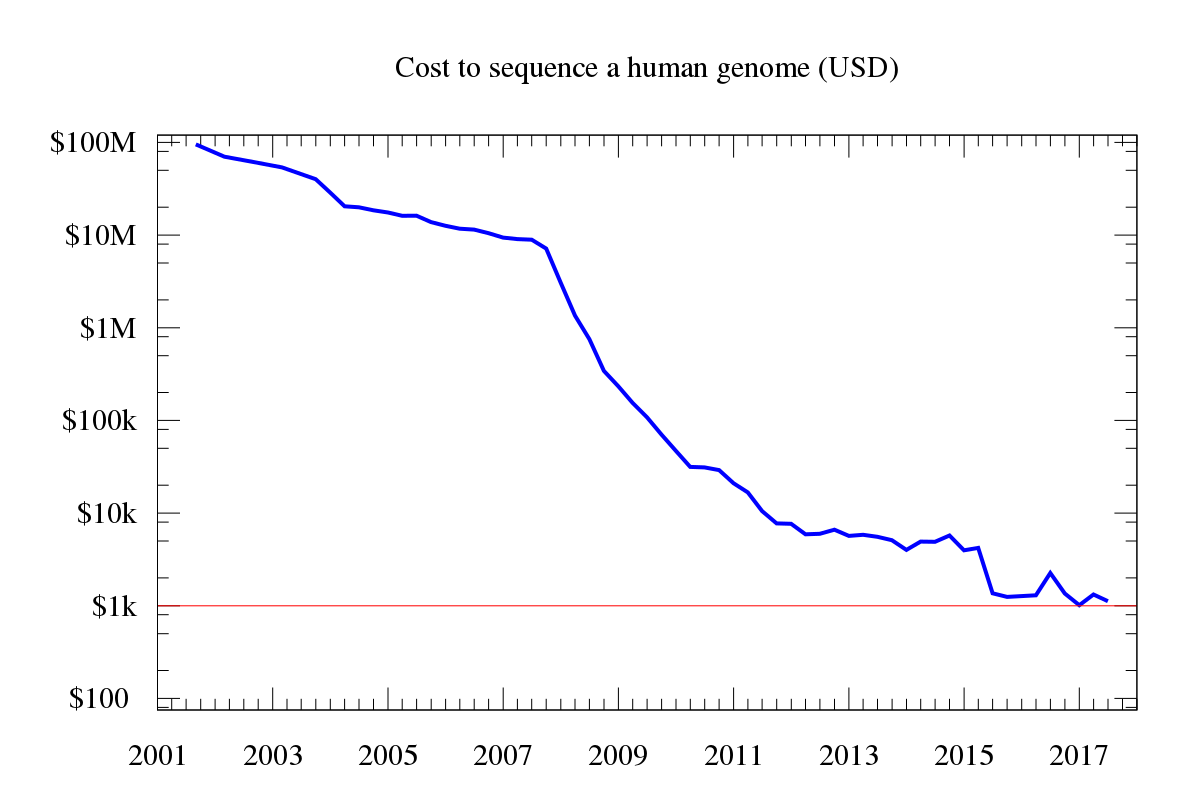 Cost to sequence a human genome (USD)
$100M
$10M
$1M
$100k
$10k
$1k
$100
2001 2003 2005 2007 2009 2011 2013 2015 2017